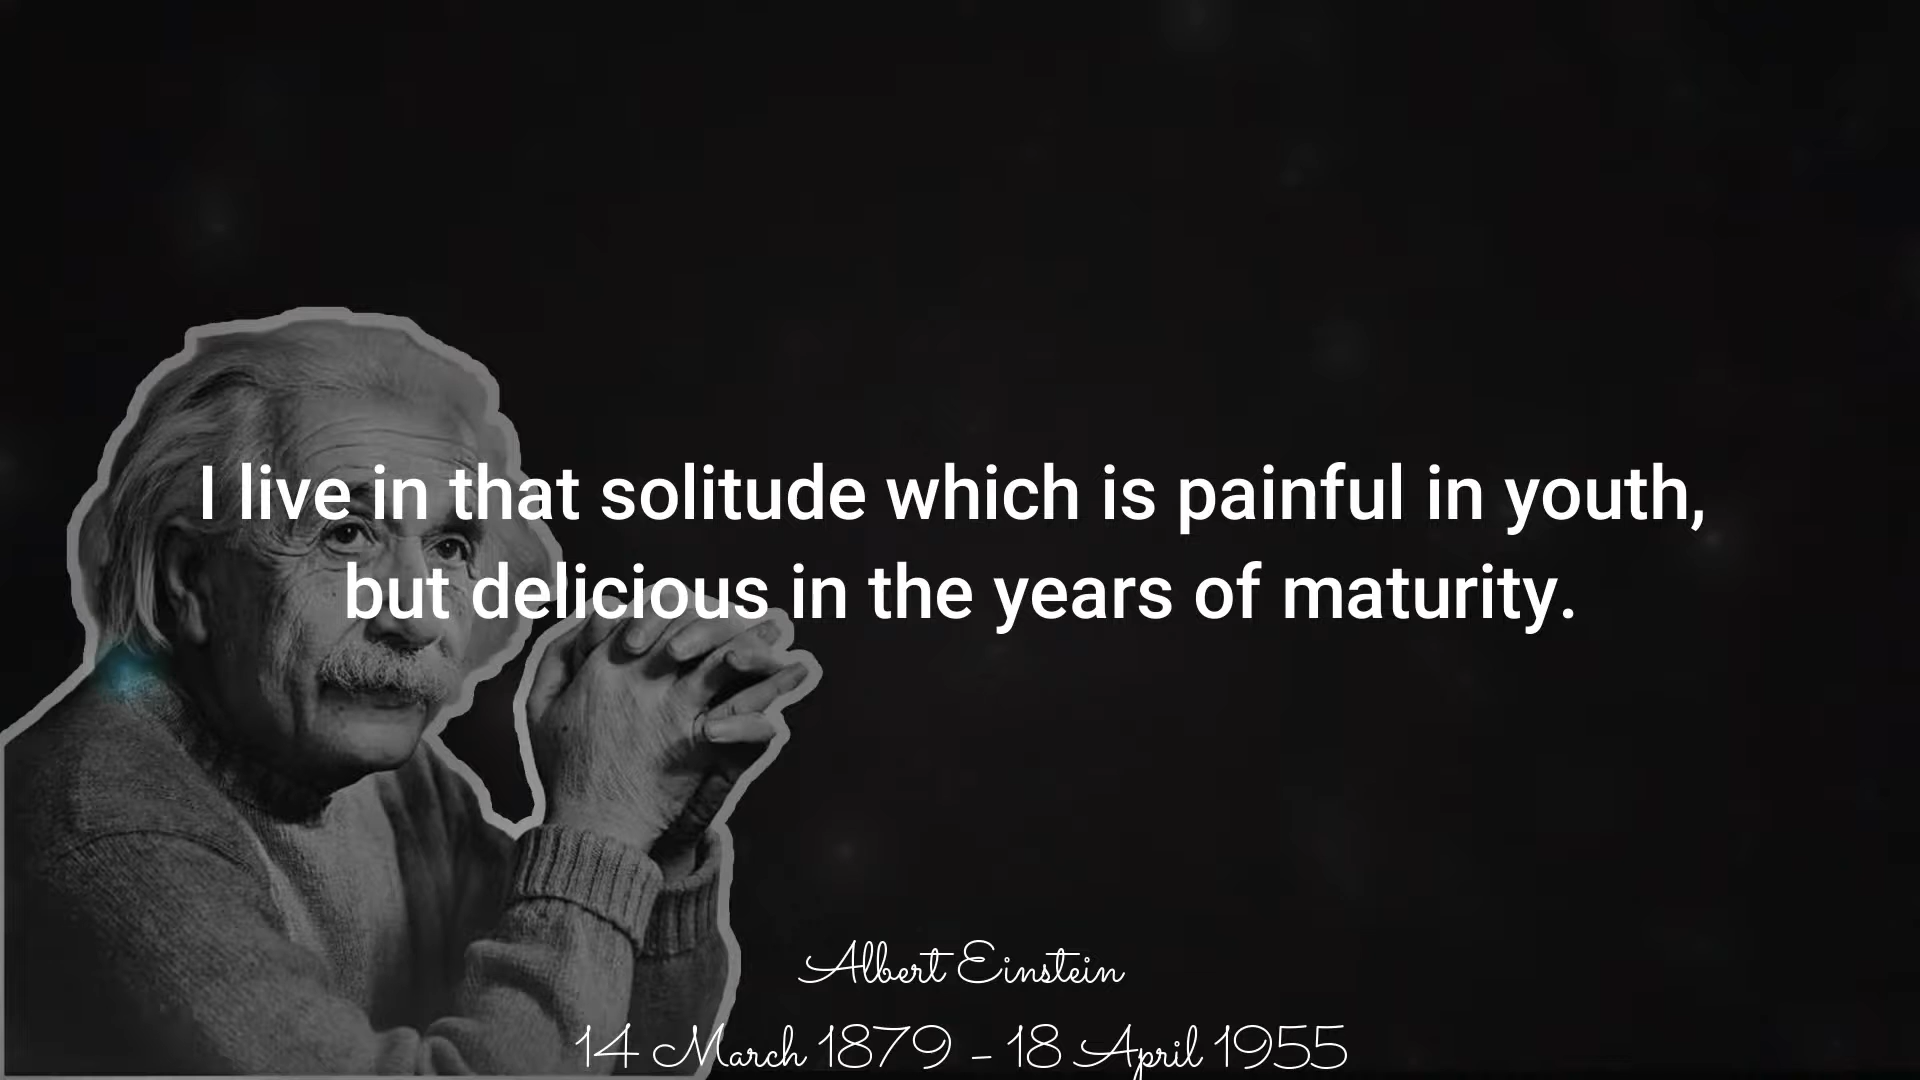 I live in that solitude which is painful in youth,
but delicious in the years of maturity.
Albert Einstein
14 March 1879 - 18 April 1955